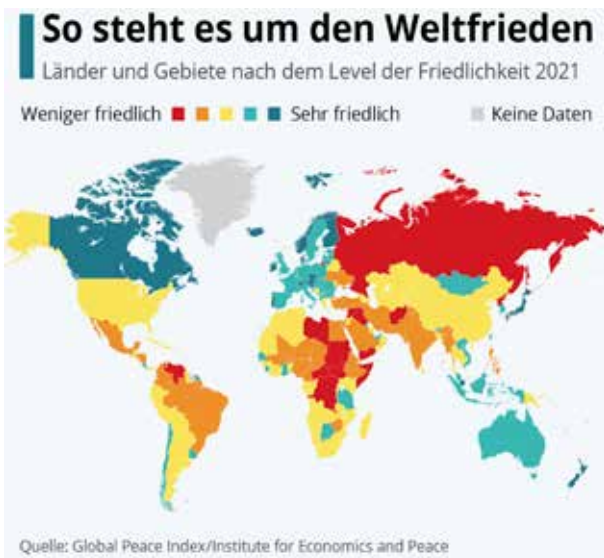 So steht es um den Weltfrieden
Länder und Gebiete nach dem Level der Friedlichkeit 2021
Weniger friedlich Sehr friedlich Keine Daten
Quelle: Global Peace Index/Institute for Economics and Peace